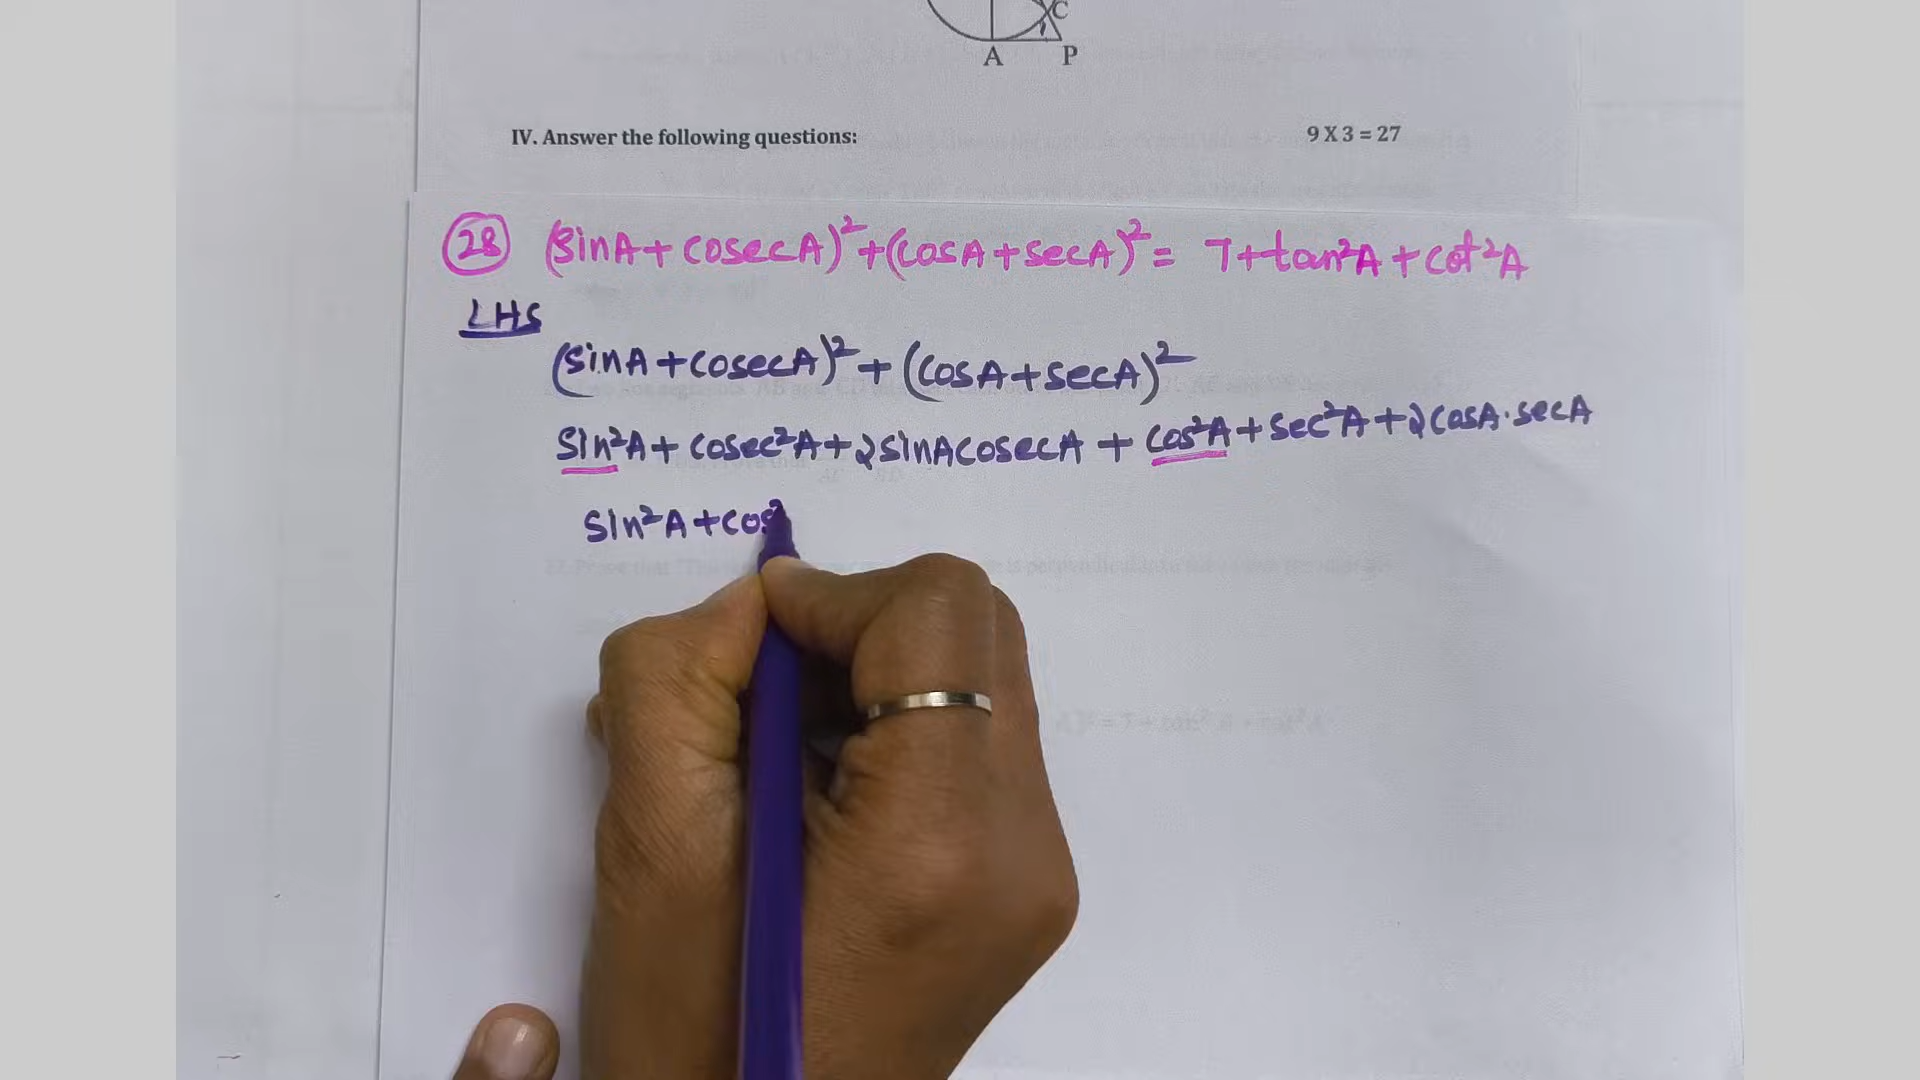 C
A P
IV. Answer the following questions: 9 X 3 = 27
28 (sinA + cosecA)² + (cosA + secA)² = 7 + tan²A + cot²A
LHS
(sinA + cosecA)² + (cosA + secA)²
sin²A + cosec²A + 2sinAcosecA + cos²A + sec²A + 2cosA·secA
sin²A + cos²